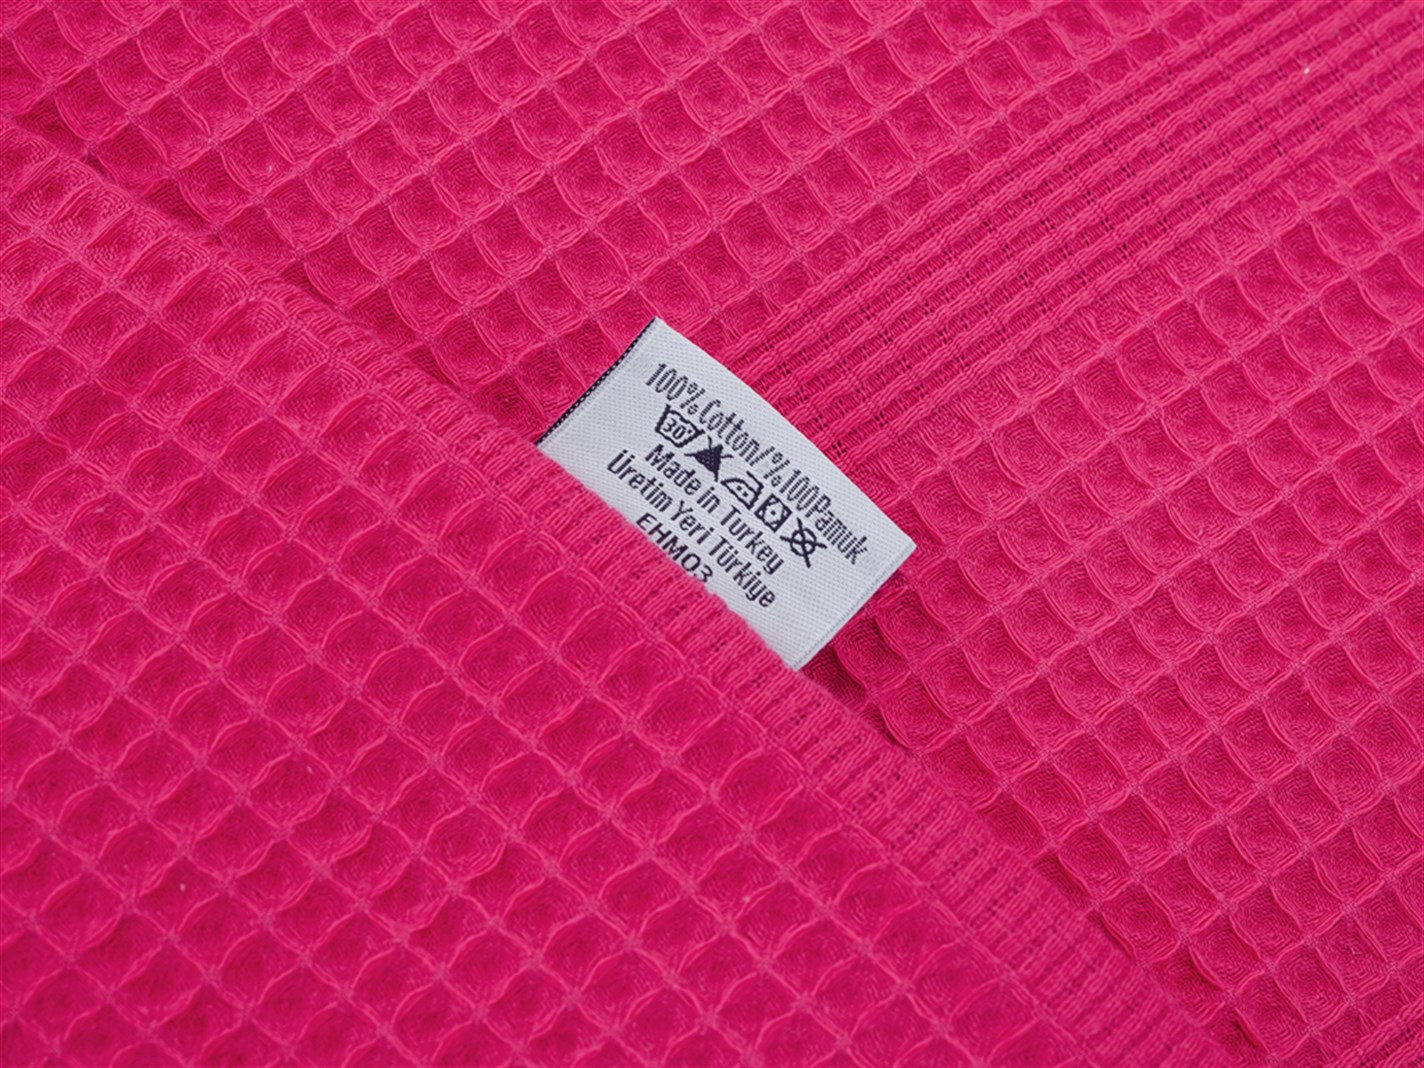 100%Cotton/%100Pamuk
30°
Made in Turkey
Üretim Yeri Türkiye
EHM03